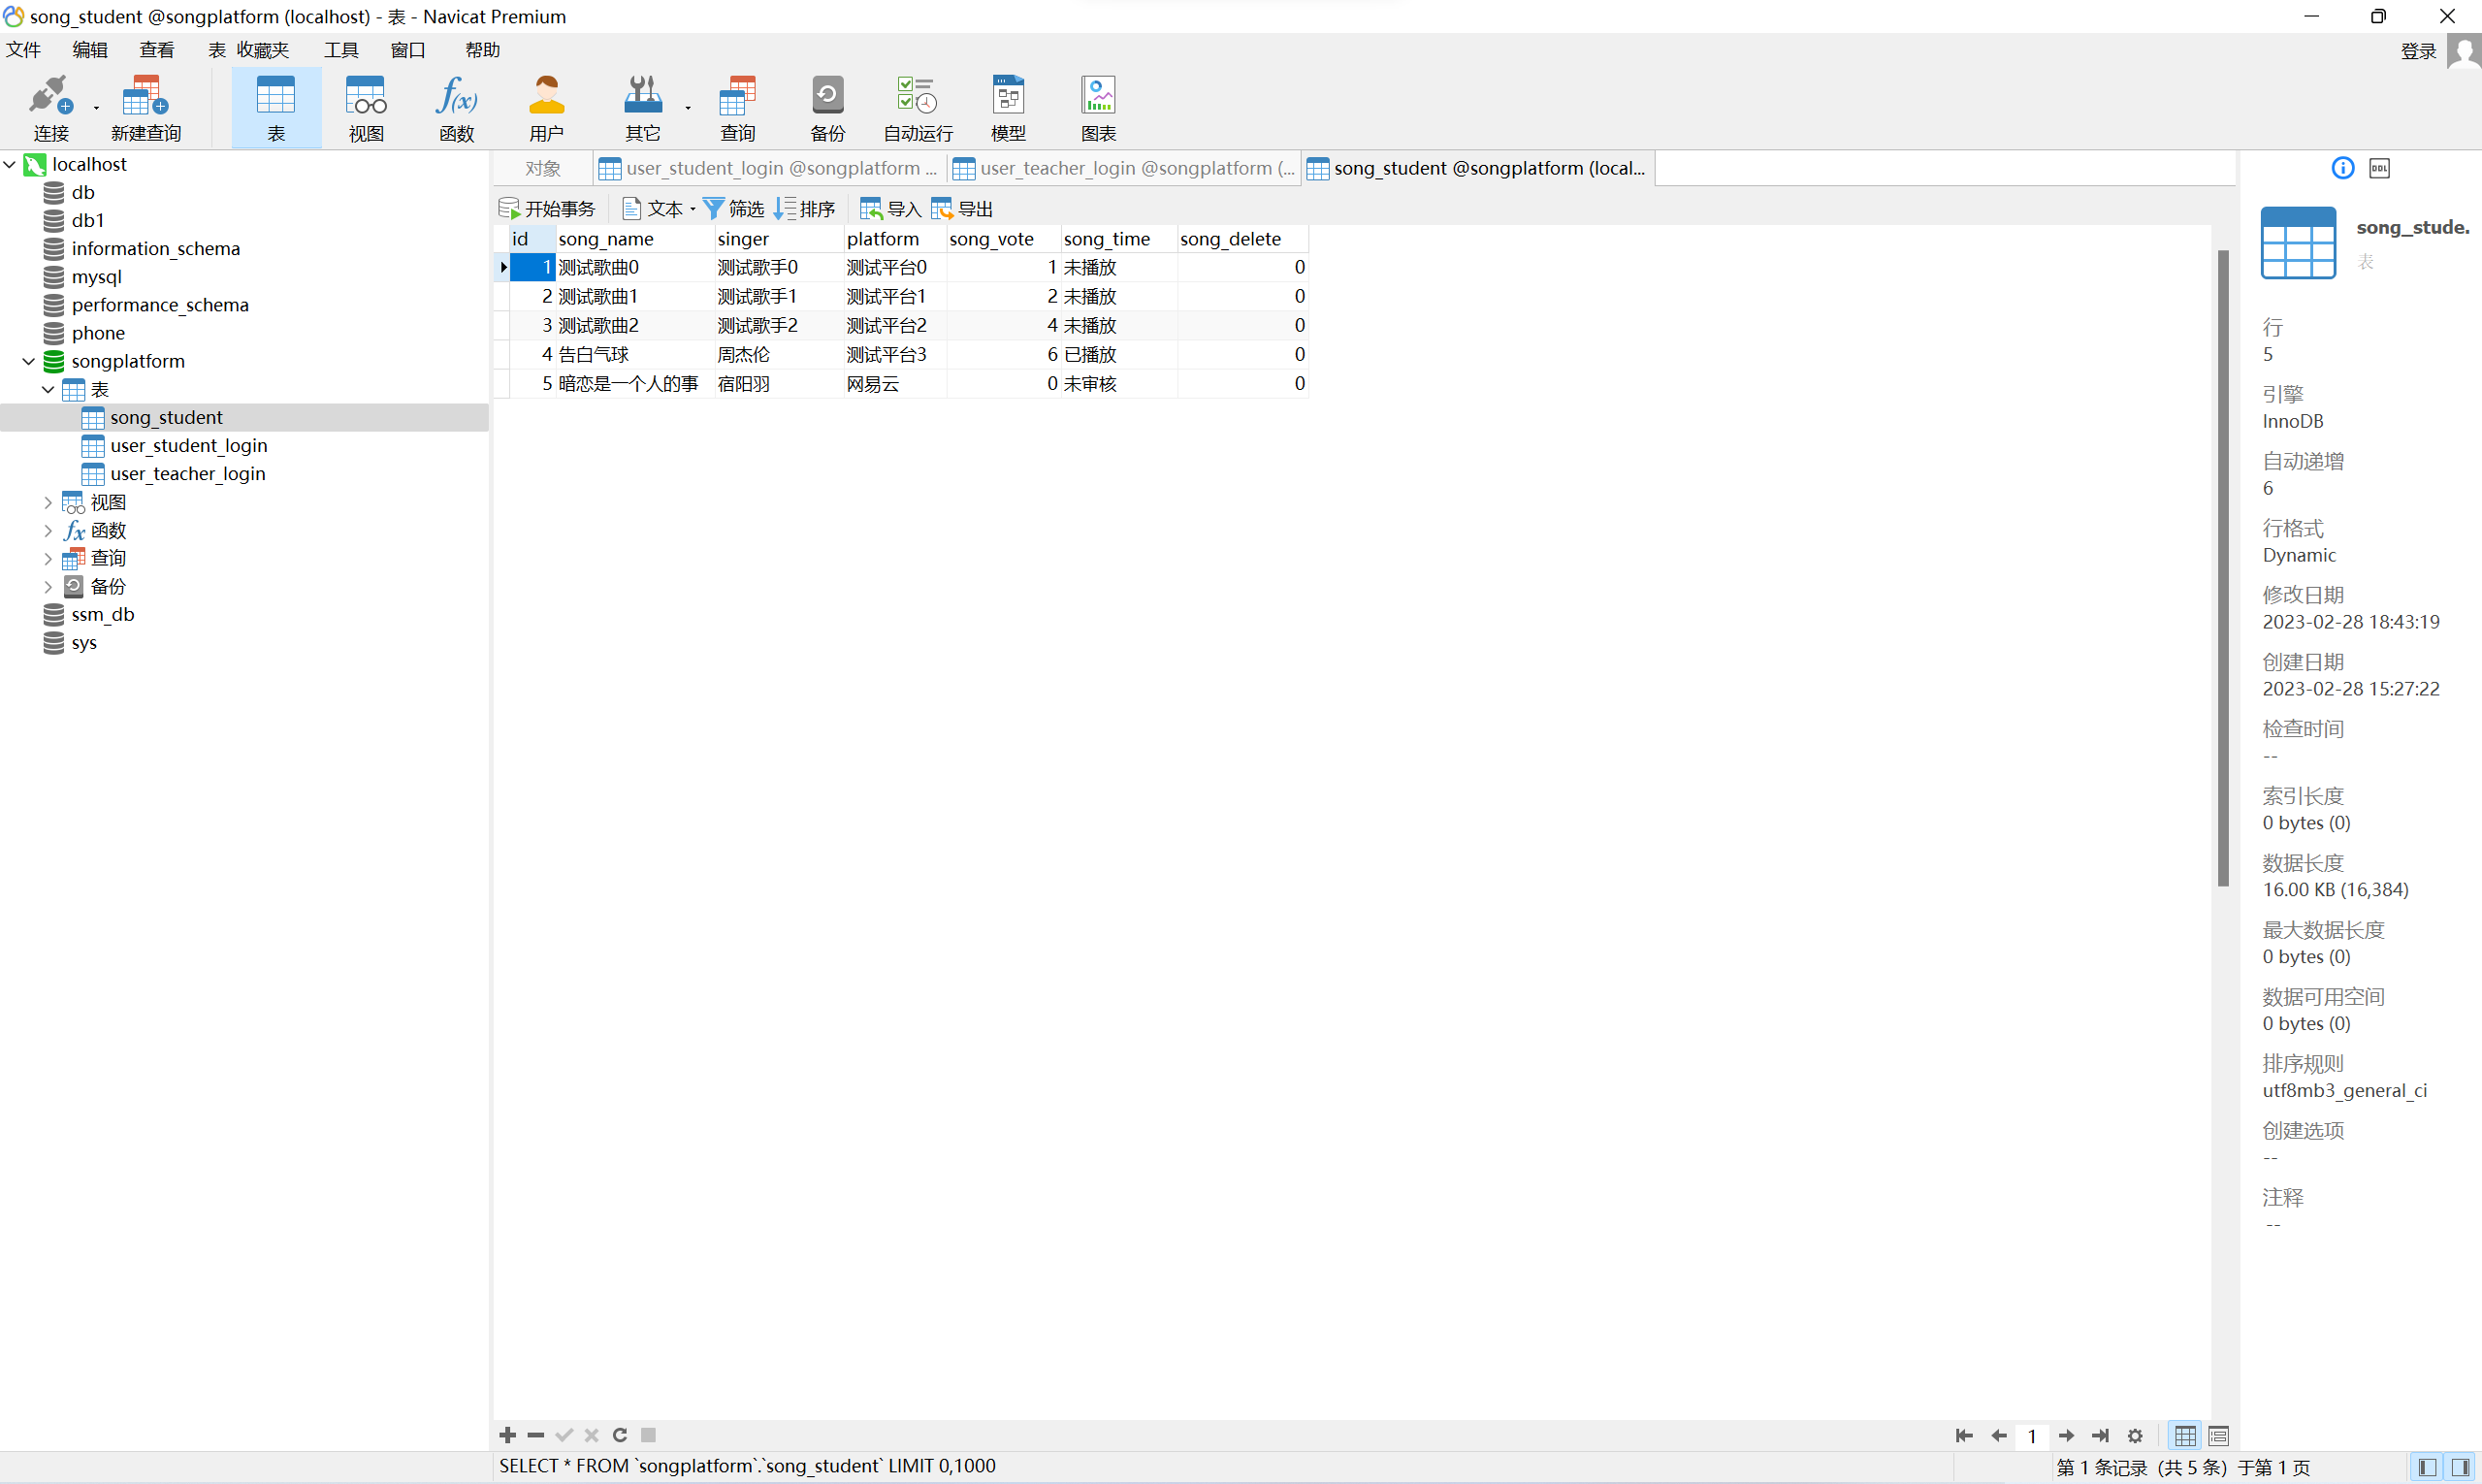 song_student @songplatform (localhost) - 表 - Navicat Premium
文件 编辑 查看 表 收藏夹 工具 窗口 帮助 登录
连接 新建查询 表 视图 函数 用户 其它 查询 备份 自动运行 模型 图表
localhost
db
db1
information_schema
mysql
performance_schema
phone
songplatform
表
song_student
user_student_login
user_teacher_login
视图
函数
查询
备份
ssm_db
sys
对象 user_student_login @songplatform ... user_teacher_login @songplatform (... song_student @songplatform (local...
开始事务 文本 筛选 排序 导入 导出
id song_name singer platform song_vote song_time song_delete
1 测试歌曲0 测试歌手0 测试平台0 1 未播放 0
2 测试歌曲1 测试歌手1 测试平台1 2 未播放 0
3 测试歌曲2 测试歌手2 测试平台2 4 未播放 0
4 告白气球 周杰伦 测试平台3 6 已播放 0
5 暗恋是一个人的事 宿阳羽 网易云 0 未审核 0
DDL
song_stude.
表
行
5
引擎
InnoDB
自动递增
6
行格式
Dynamic
修改日期
2023-02-28 18:43:19
创建日期
2023-02-28 15:27:22
检查时间
--
索引长度
0 bytes (0)
数据长度
16.00 KB (16,384)
最大数据长度
0 bytes (0)
数据可用空间
0 bytes (0)
排序规则
utf8mb3_general_ci
创建选项
--
注释
--
1
SELECT * FROM `songplatform`.`song_student` LIMIT 0,1000
第 1 条记录 (共 5 条) 于第 1 页